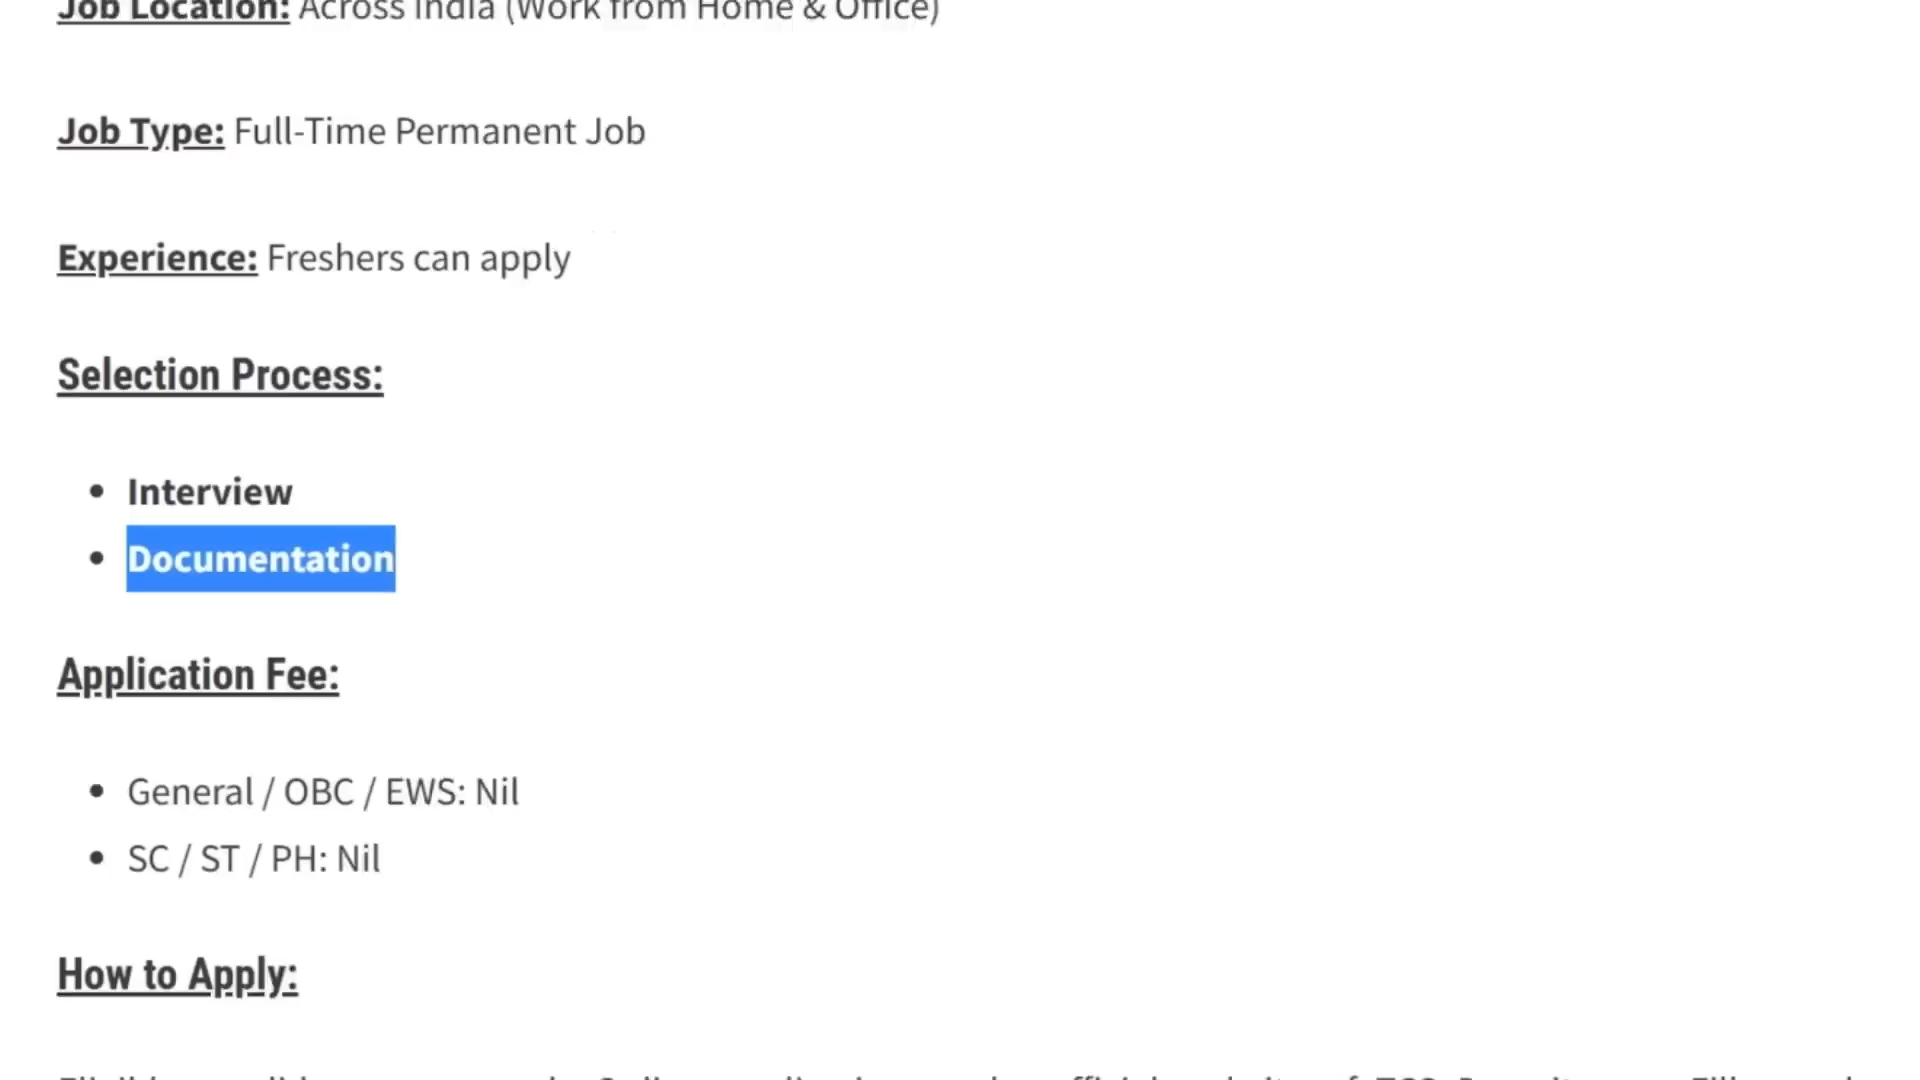 Job Location: Across India (Work from Home & Office)
Job Type: Full-Time Permanent Job
Experience: Freshers can apply
Selection Process:
• Interview
• Documentation
Application Fee:
• General / OBC / EWS: Nil
• SC / ST / PH: Nil
How to Apply: